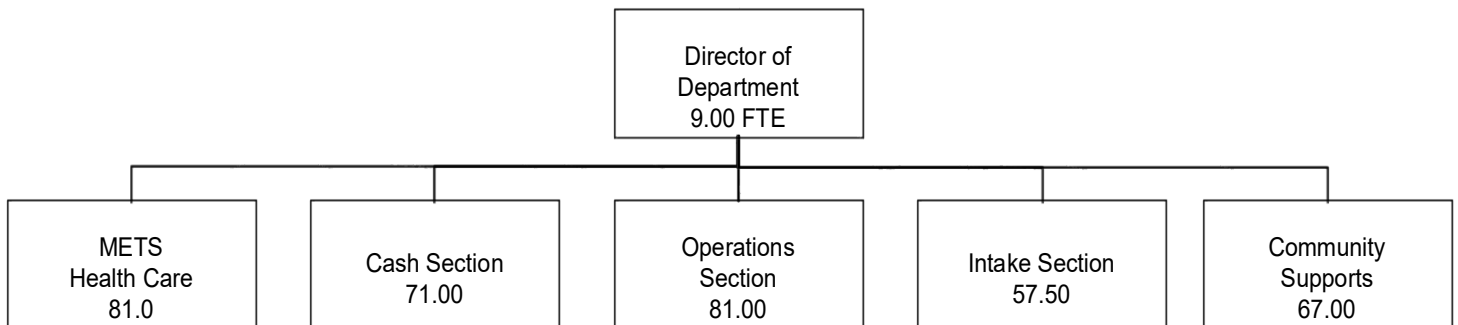 Director of
Department
9.00 FTE
METS
Health Care
81.0
Cash Section
71.00
Operations
Section
81.00
Intake Section
57.50
Community
Supports
67.00